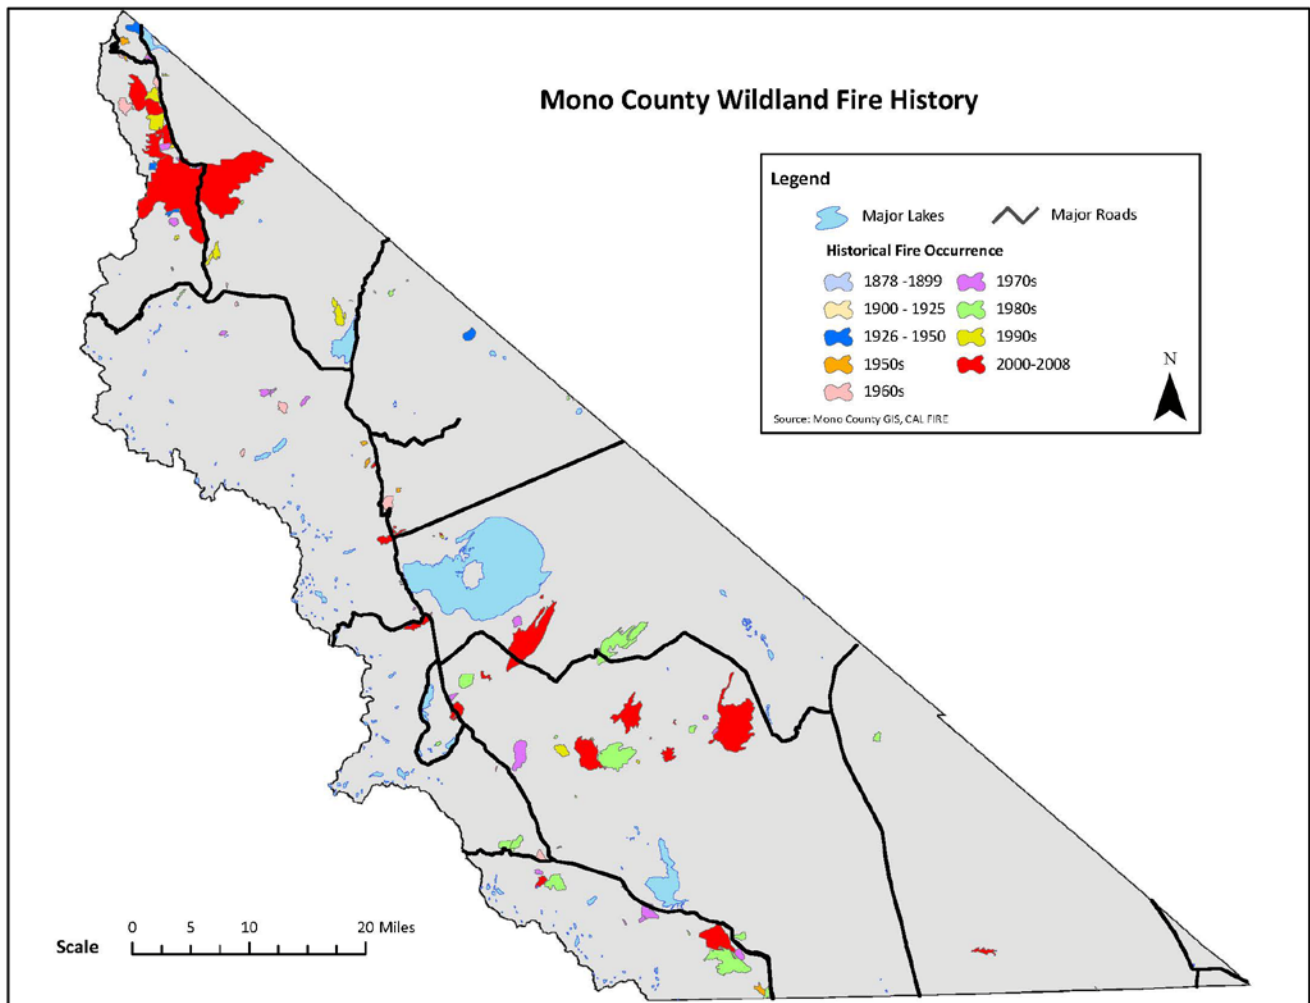 Mono County Wildland Fire History
Legend
Major Lakes
Major Roads
Historical Fire Occurrence
1878 -1899
1970s
1900 - 1925
1980s
1926 - 1950
1990s
1950s
2000-2008
1960s
N
Source: Mono County GIS, CAL FIRE
0 5 10 20 Miles
Scale